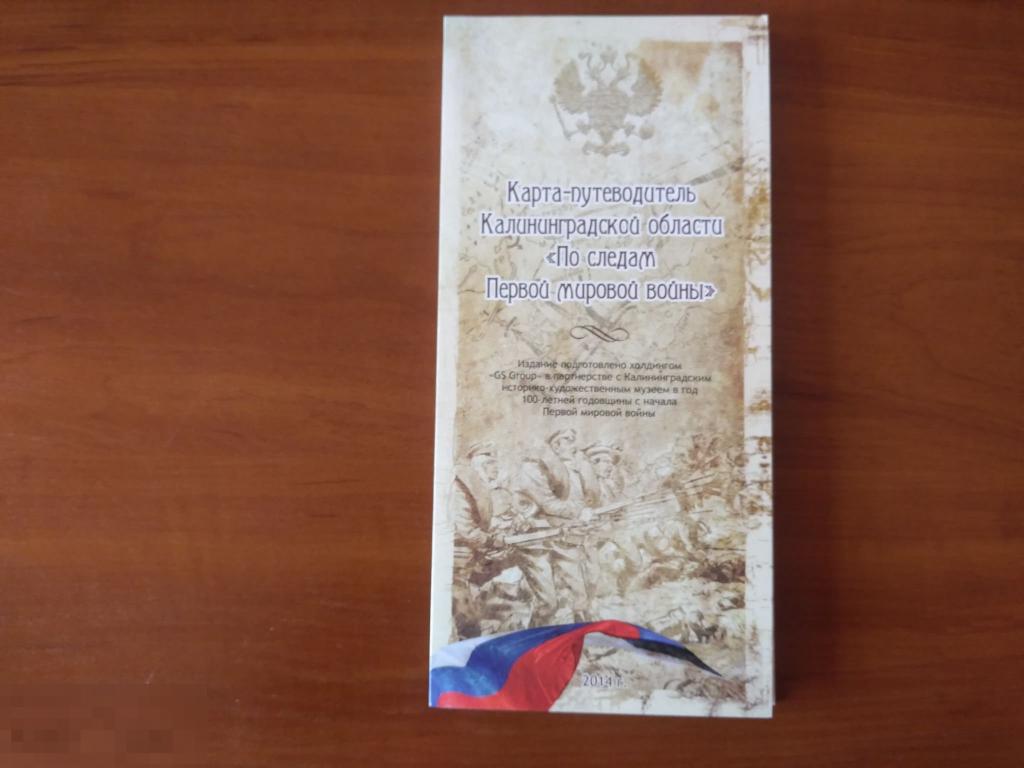 Карта-путеводитель
Калининградской области
«По следам
Первой мировой войны»
Издание подготовлено холдингом
«GS Group» в партнерстве с Калининградским
историко-художественным музеем в год
100-летней годовщины с начала
Первой мировой войны
2014 г.